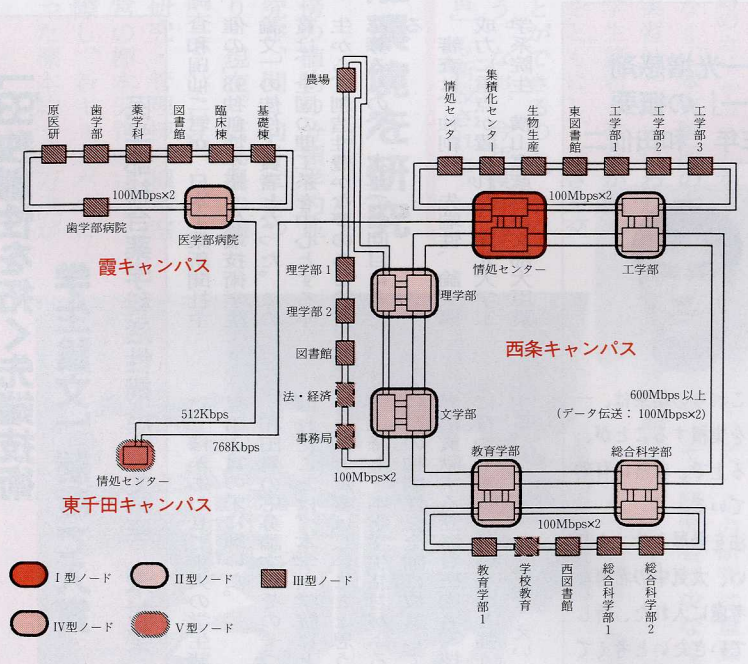 農場
原医研
歯学部
薬学科
図書館
臨床棟
基礎棟
100Mbps×2
歯学部病院
医学部病院
霞キャンパス
情処センター
集積化センター
生物生産
東図書館
工学部1
工学部2
工学部3
100Mbps×2
情処センター
工学部
理学部1
理学部2
図書館
法・経済
事務局
理学部
文学部
100Mbps×2
西条キャンパス
600Mbps以上
(データ伝送：100Mbps×2)
512Kbps
768Kbps
情処センター
東千田キャンパス
教育学部
総合科学部
100Mbps×2
教育学部1
学校教育
西図書館
総合科学部1
総合科学部2
I型ノード
II型ノード
III型ノード
IV型ノード
V型ノード